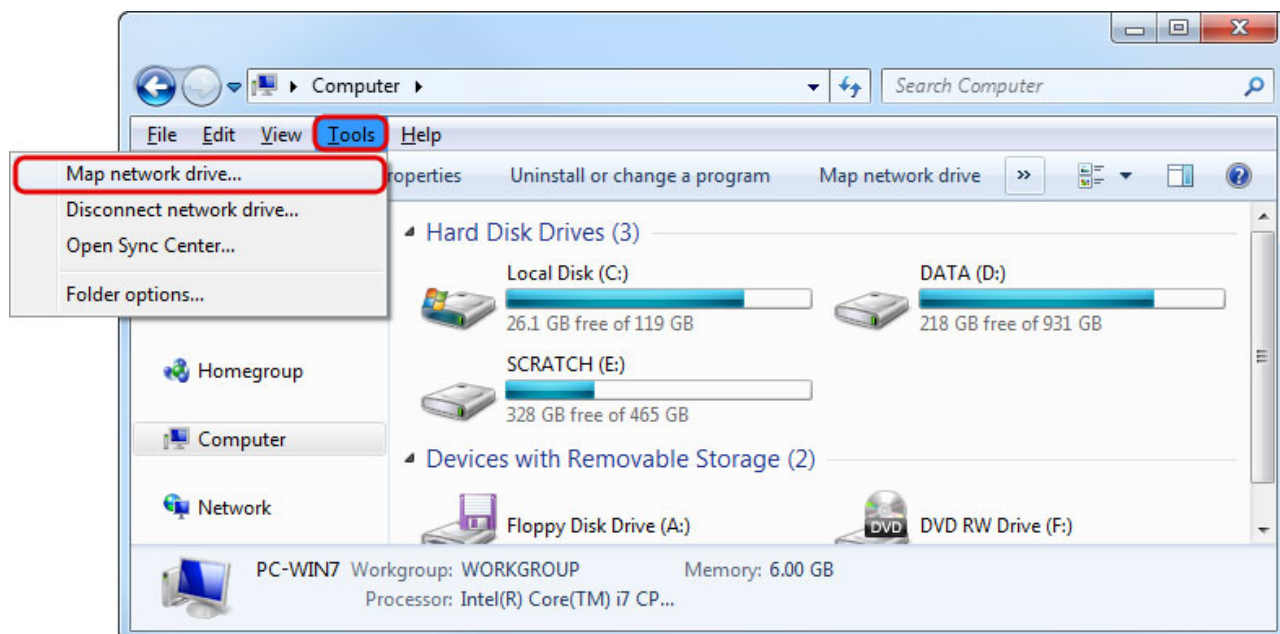 Computer
Search Computer
File Edit View Tools Help
Map network drive...
Disconnect network drive...
Open Sync Center...
Folder options...
roperties Uninstall or change a program Map network drive »
Hard Disk Drives (3)
Local Disk (C:)
26.1 GB free of 119 GB
DATA (D:)
218 GB free of 931 GB
SCRATCH (E:)
328 GB free of 465 GB
Devices with Removable Storage (2)
Floppy Disk Drive (A:)
DVD
DVD RW Drive (F:)
Homegroup
Computer
Network
PC-WIN7 Workgroup: WORKGROUP Memory: 6.00 GB
Processor: Intel(R) Core(TM) i7 CP...